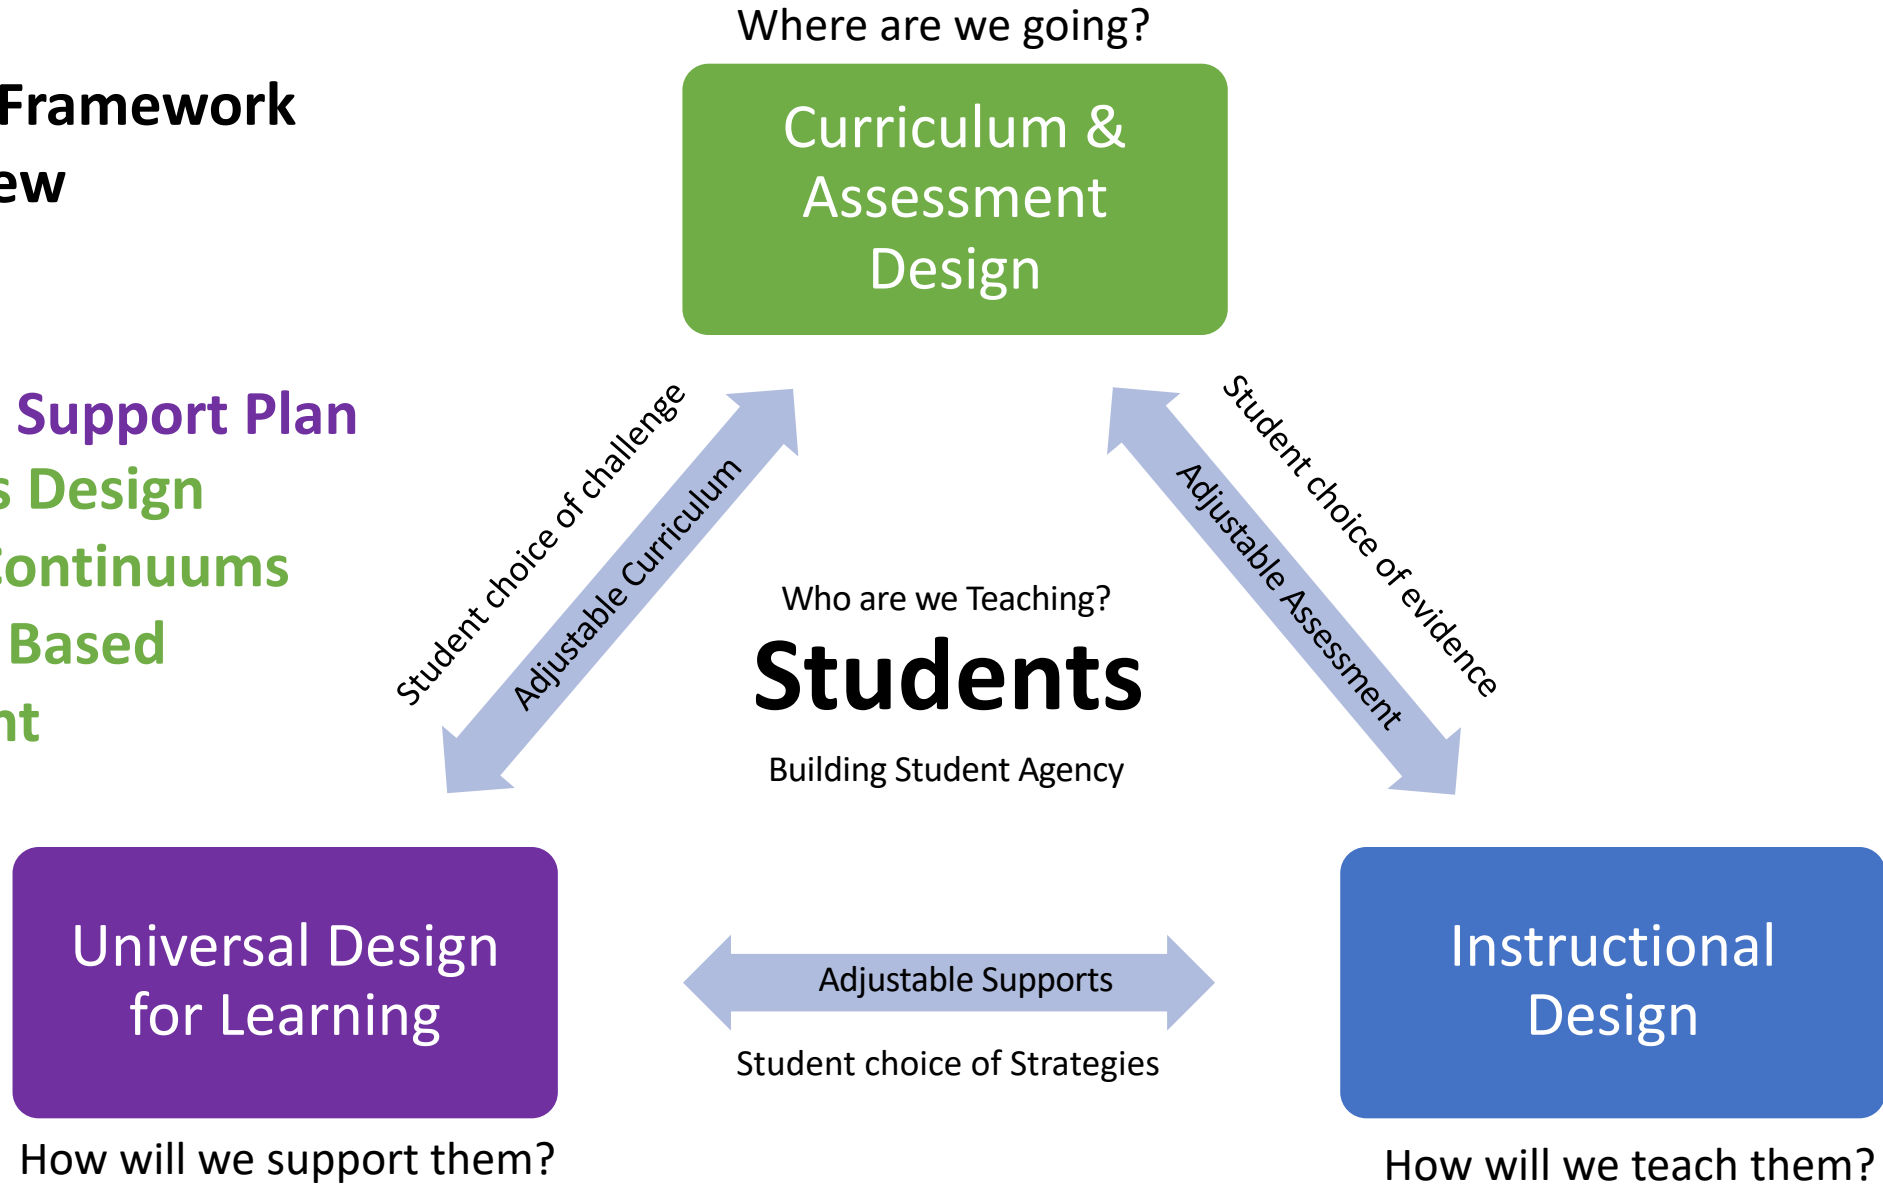 Where are we going?
Framework
ew
Curriculum &
Assessment
Design
Support Plan
s Design
Continuums
Based
nt
Student choice of challenge
Adjustable Curriculum
Student choice of evidence
Adjustable Assessment
Who are we Teaching?
Students
Building Student Agency
Universal Design
for Learning
Adjustable Supports
Student choice of Strategies
Instructional
Design
How will we support them?
How will we teach them?